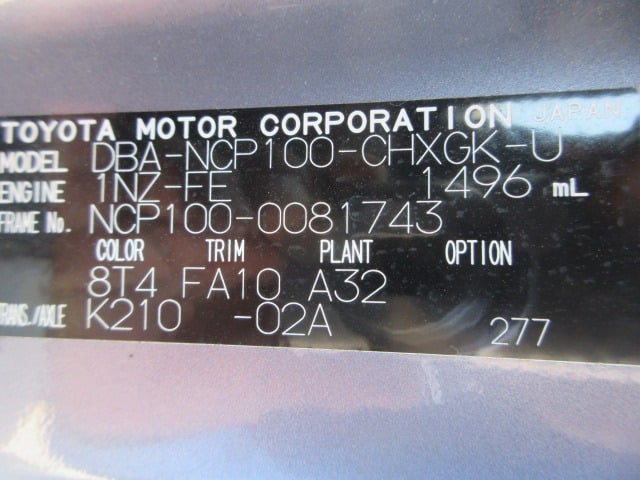 TOYOTA MOTOR CORPORATION JAPAN
MODEL DBA-NCP100-CHXGK-U
ENGINE 1NZ-FE 1496 mL
FRAME No. NCP100-0081743
COLOR TRIM PLANT OPTION
8T4 FA10 A32
TRANS./AXLE K210 -02A 277